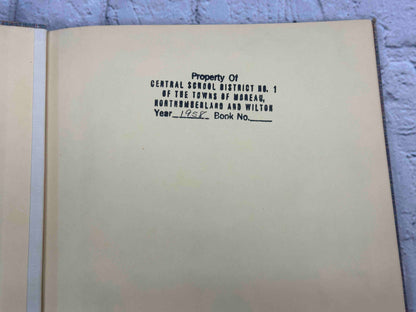 Property Of
CENTRAL SCHOOL DISTRICT NO. 1
OF THE TOWNS OF MOREAU,
NORTHUMBERLAND AND WILTON
Year 1958 Book No.